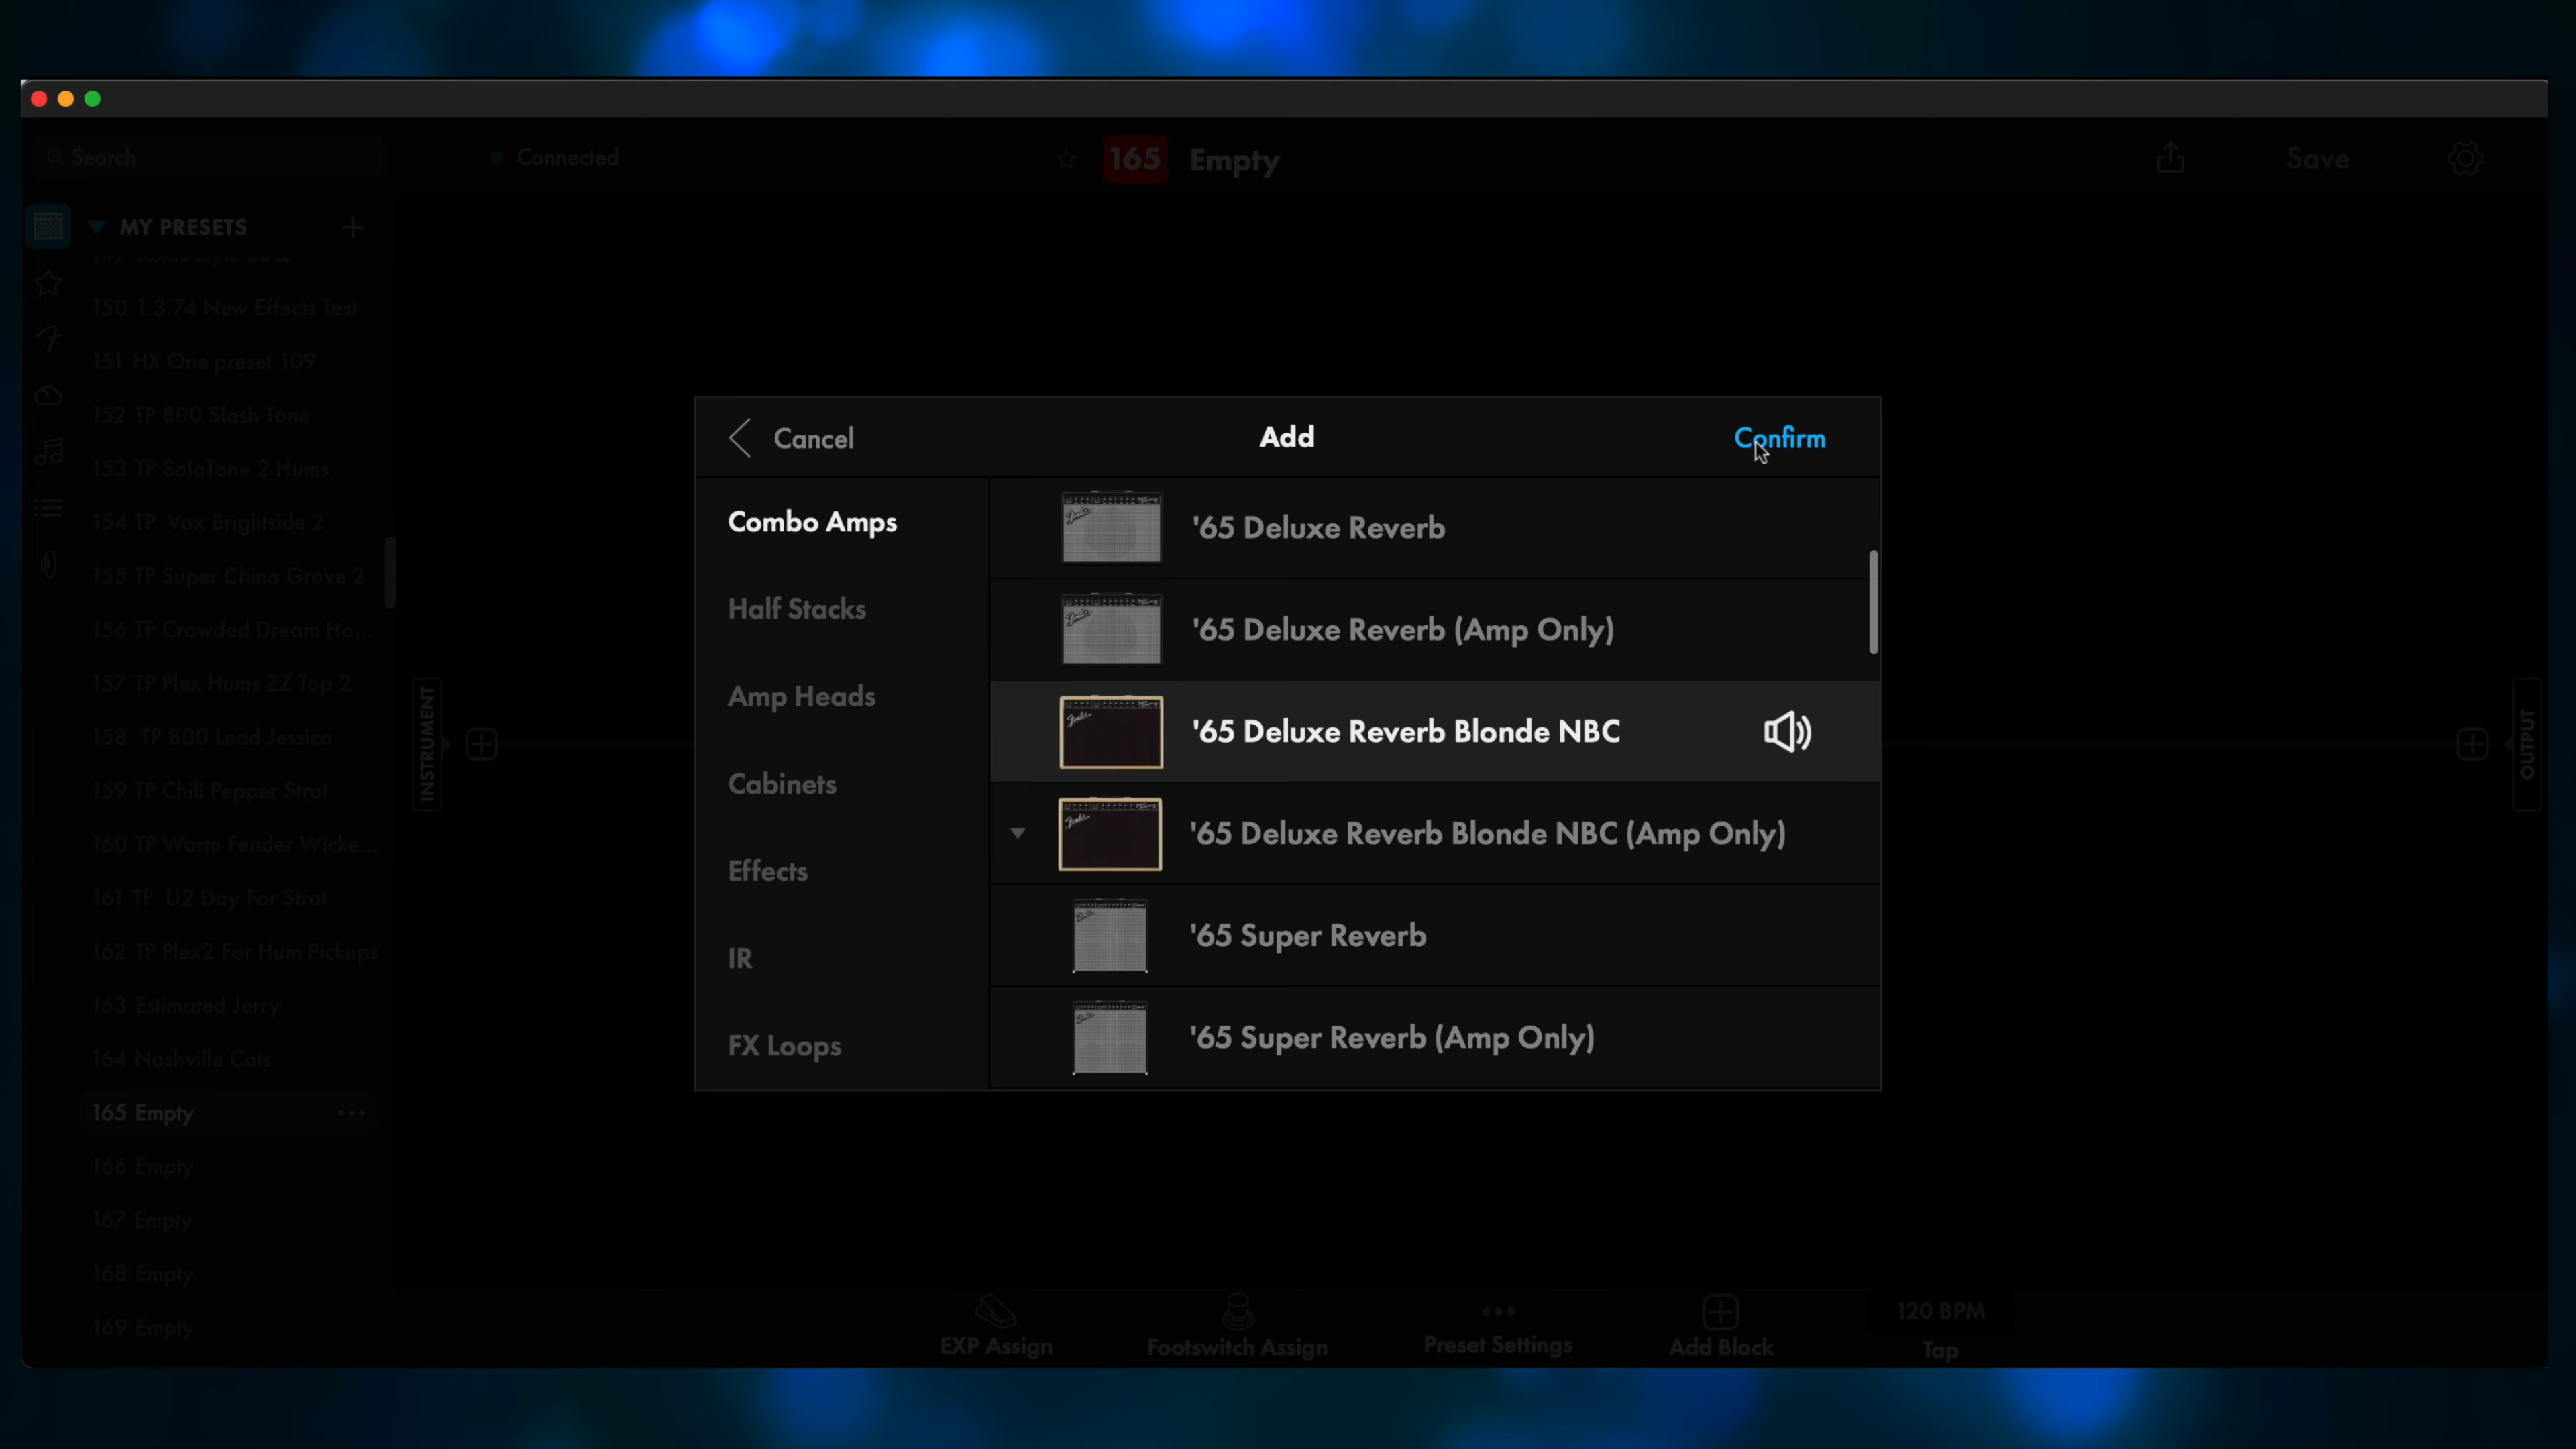 Search
Connected
165 Empty
Save
MY PRESETS
150 1.3.74 New Effects Test
151 HX One preset 109
152 TP 800 Slash Tone
153 TP SoloTone 2 Hums
154 TP Vox Brightside 2
155 TP Super China Grove 2
156 TP Crowded Dream Ho...
157 TP Plex Hums ZZ Top 2
158 TP 800 Lead Jessica
159 TP Chili Pepper Strat
160 TP Warm Fender Wicke...
161 TP U2 Day For Strat
162 TP Plex2 For Hum Pickups
163 Estimated Jerry
164 Nashville Cats
165 Empty
166 Empty
167 Empty
168 Empty
169 Empty
INSTRUMENT
Cancel
Add
Confirm
Combo Amps
Half Stacks
Amp Heads
Cabinets
Effects
IR
FX Loops
'65 Deluxe Reverb
'65 Deluxe Reverb (Amp Only)
'65 Deluxe Reverb Blonde NBC
'65 Deluxe Reverb Blonde NBC (Amp Only)
'65 Super Reverb
'65 Super Reverb (Amp Only)
OUTPUT
EXP Assign
Footswitch Assign
Preset Settings
Add Block
120 BPM
Tap